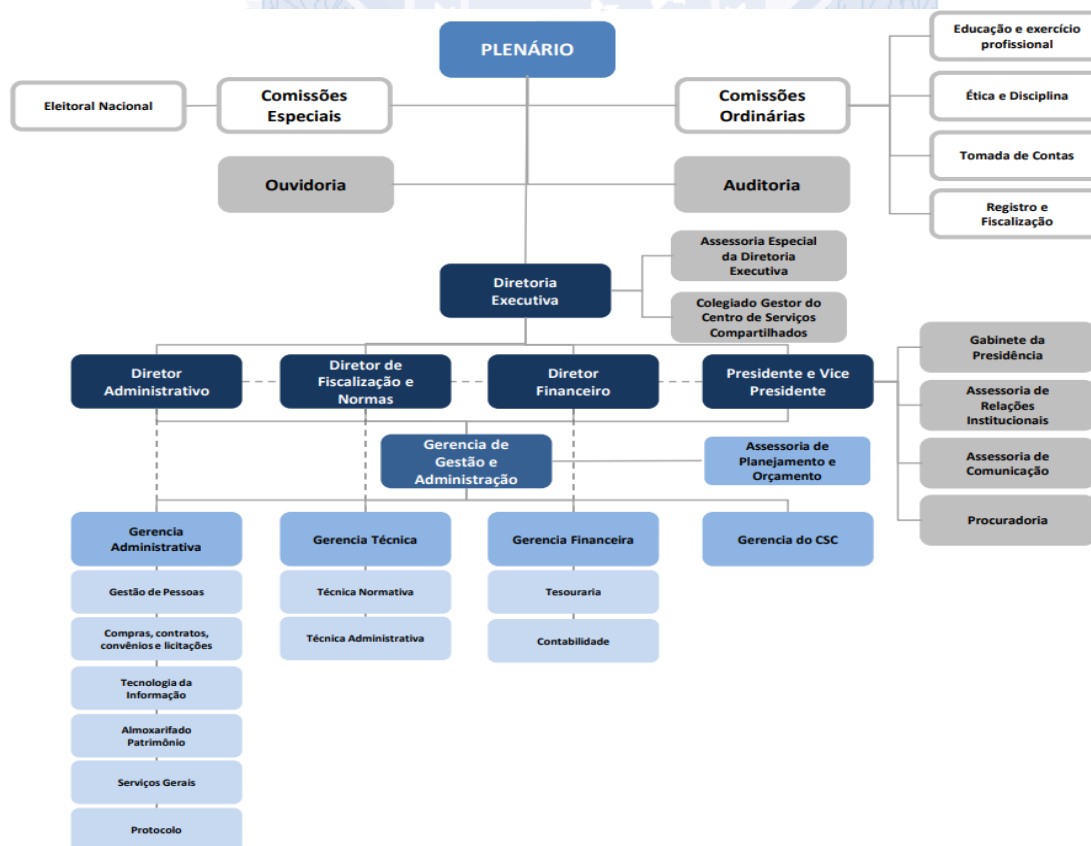 PLENÁRIO
Educação e exercício
profissional
Eleitoral Nacional
Comissões
Especiais
Comissões
Ordinárias
Ética e Disciplina
Tomada de Contas
Ouvidoria
Auditoria
Registro e
Fiscalização
Assessoria Especial
da Diretoria
Executiva
Diretoria
Executiva
Colegiado Gestor do
Centro de Serviços
Compartilhados
Diretor
Administrativo
Diretor de
Fiscalização e
Normas
Diretor
Financeiro
Presidente e Vice
Presidente
Gabinete da
Presidência
Assessoria de
Relações
Institucionais
Assessoria de
Comunicação
Procuradoria
Gerencia de
Gestão e
Administração
Assessoria de
Planejamento e
Orçamento
Gerencia
Administrativa
Gerencia Técnica
Gerencia Financeira
Gerencia do CSC
Gestão de Pessoas
Técnica Normativa
Tesouraria
Compras, contratos,
convênios e licitações
Técnica Administrativa
Contabilidade
Tecnologia da
Informação
Almoxarifado
Patrimônio
Serviços Gerais
Protocolo